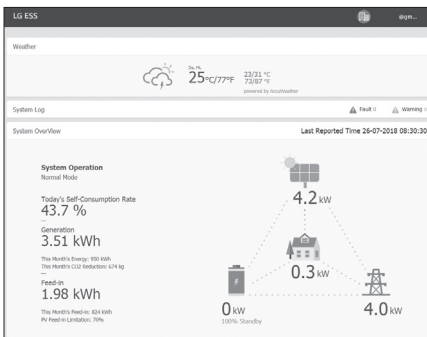 LG ESS
@gm...
Weather
De, HL
25°C/77°F
23/31 °C
73/87 °F
powered by AccuWeather
System Log
Fault 0
Warning
System OverView
Last Reported Time 26-07-2018 08:30:30
System Operation
Normal Mode
Today's Self-Consumption Rate
43.7 %
Generation
3.51 kWh
This Month's Energy: 950 kWh
This Month's CO2 Reduction: 674 kg
Feed-in
1.98 kWh
This Month's Feed-in: 824 kWh
PV Feed-in Limitation: 70%
4.2 kW
0.3 kW
0 kW
100% Standby
4.0 kW